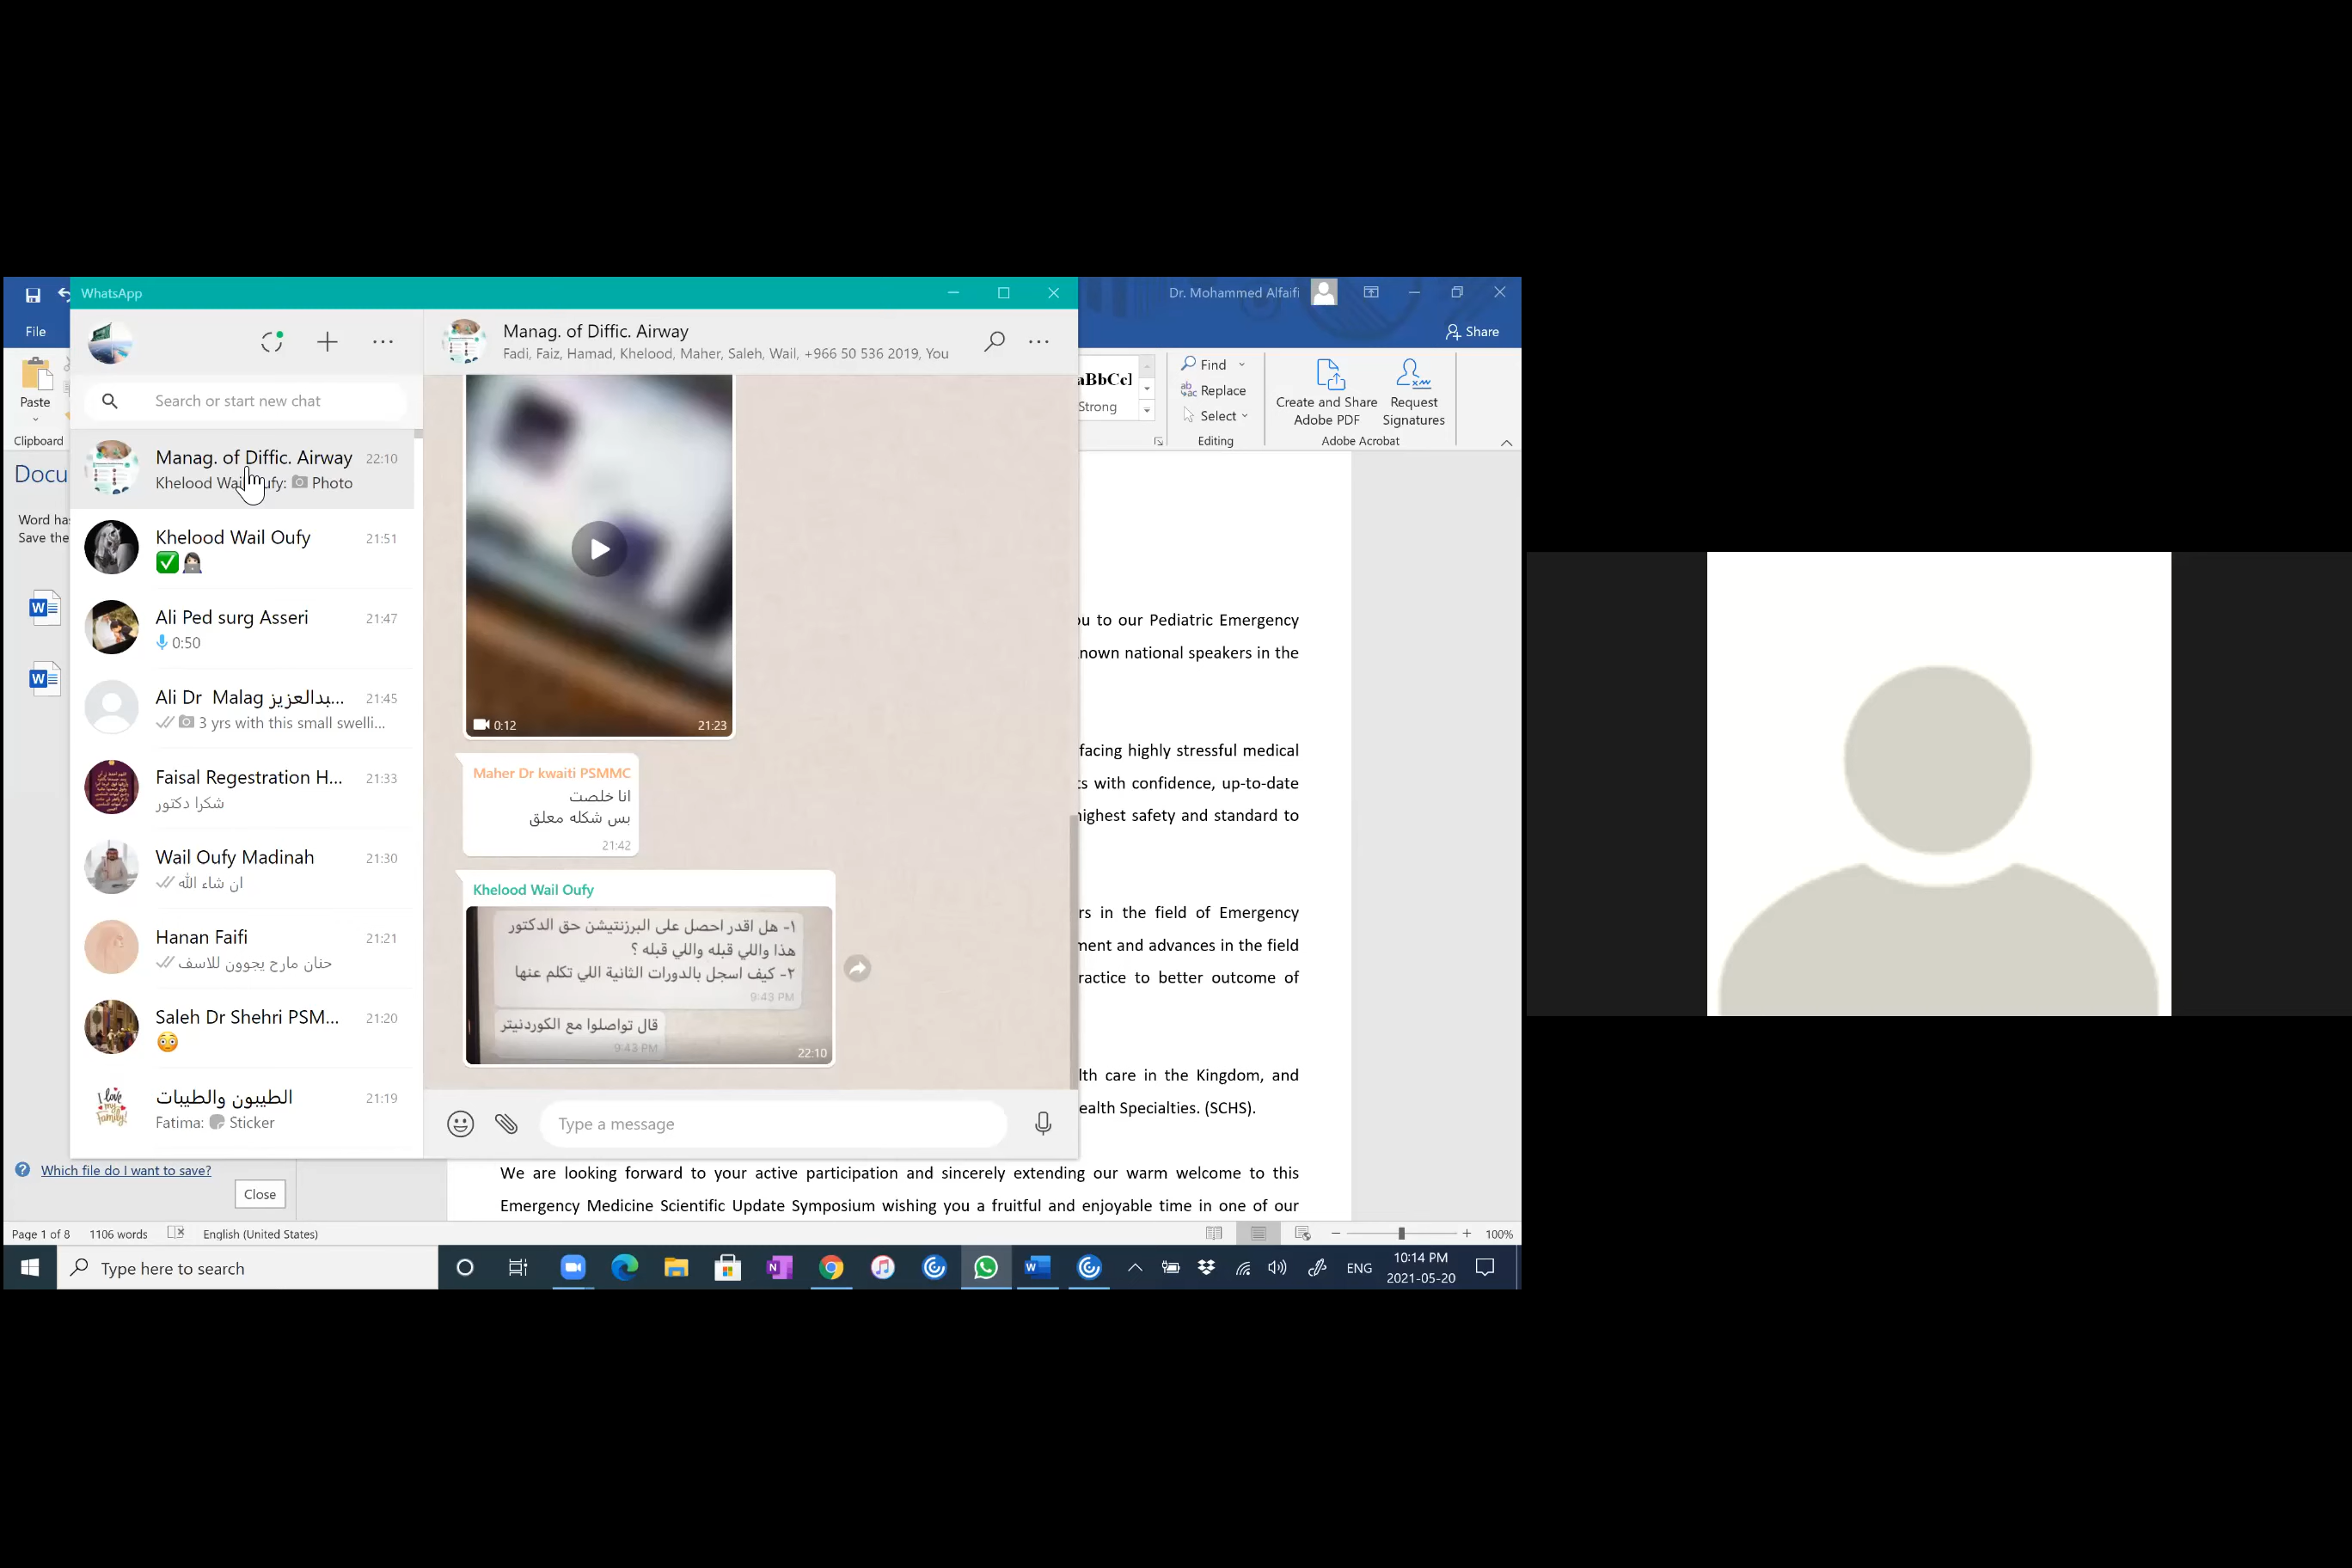 WhatsApp
Dr. Mohammed Alfaifi
File
Share
Manag. of Diffic. Airway
Fadi, Faiz, Hamad, Khelood, Maher, Saleh, Wail, +966 50 536 2019, You
Search or start new chat
Paste
Clipboard
Strong
Find
Replace
Select
Editing
Create and Share
Adobe PDF
Request
Signatures
Adobe Acrobat
Manag. of Diffic. Airway 22:10
Khelood Photo
Khelood Wail Oufy 21:51
Ali Ped surg Asseri 21:47
0:50
Ali Dr Malag بدالعزيز... 21:45
3 yrs with this small swelli...
Faisal Regestration H... 21:33
شكرا دكتور
Wail Oufy Madinah 21:30
ان شاء الله
Hanan Faifi 21:21
حنان مارح يجوون للاسف
Saleh Dr Shehri PSM... 21:20
الطيبون والطيبات 21:19
Fatima: Sticker
I love my Family!
0:12 21:23
Maher Dr kwaiti PSMMC
انا خلصت
بس شكله معلق
21:42
Khelood Wail Oufy
١- هل اقدر احصل على البرزنتيشن حق الدكتور
هذا واللي قبله واللي قبله ؟
٢- كيف اسجل بالدورات الثانية اللي تكلم عنها
9:43 PM
قال تواصلوا مع الكوردنيتر
9:43 PM
22:10
Type a message
Docu
Word has
Save the
to our Pediatric Emergency
nown national speakers in the
facing highly stressful medical
with confidence, up-to-date
highest safety and standard to
in the field of Emergency
and advances in the field
to better outcome of
care in the Kingdom, and
Health Specialties. (SCHS).
We are looking forward to your active participation and sincerely extending our warm welcome to this
Emergency Medicine Scientific Update Symposium wishing you a fruitful and enjoyable time in one of our
Which file do I want to save?
Close
Page 1 of 8 1106 words English (United States) 100%
Type here to search
ENG
10:14 PM
2021-05-20